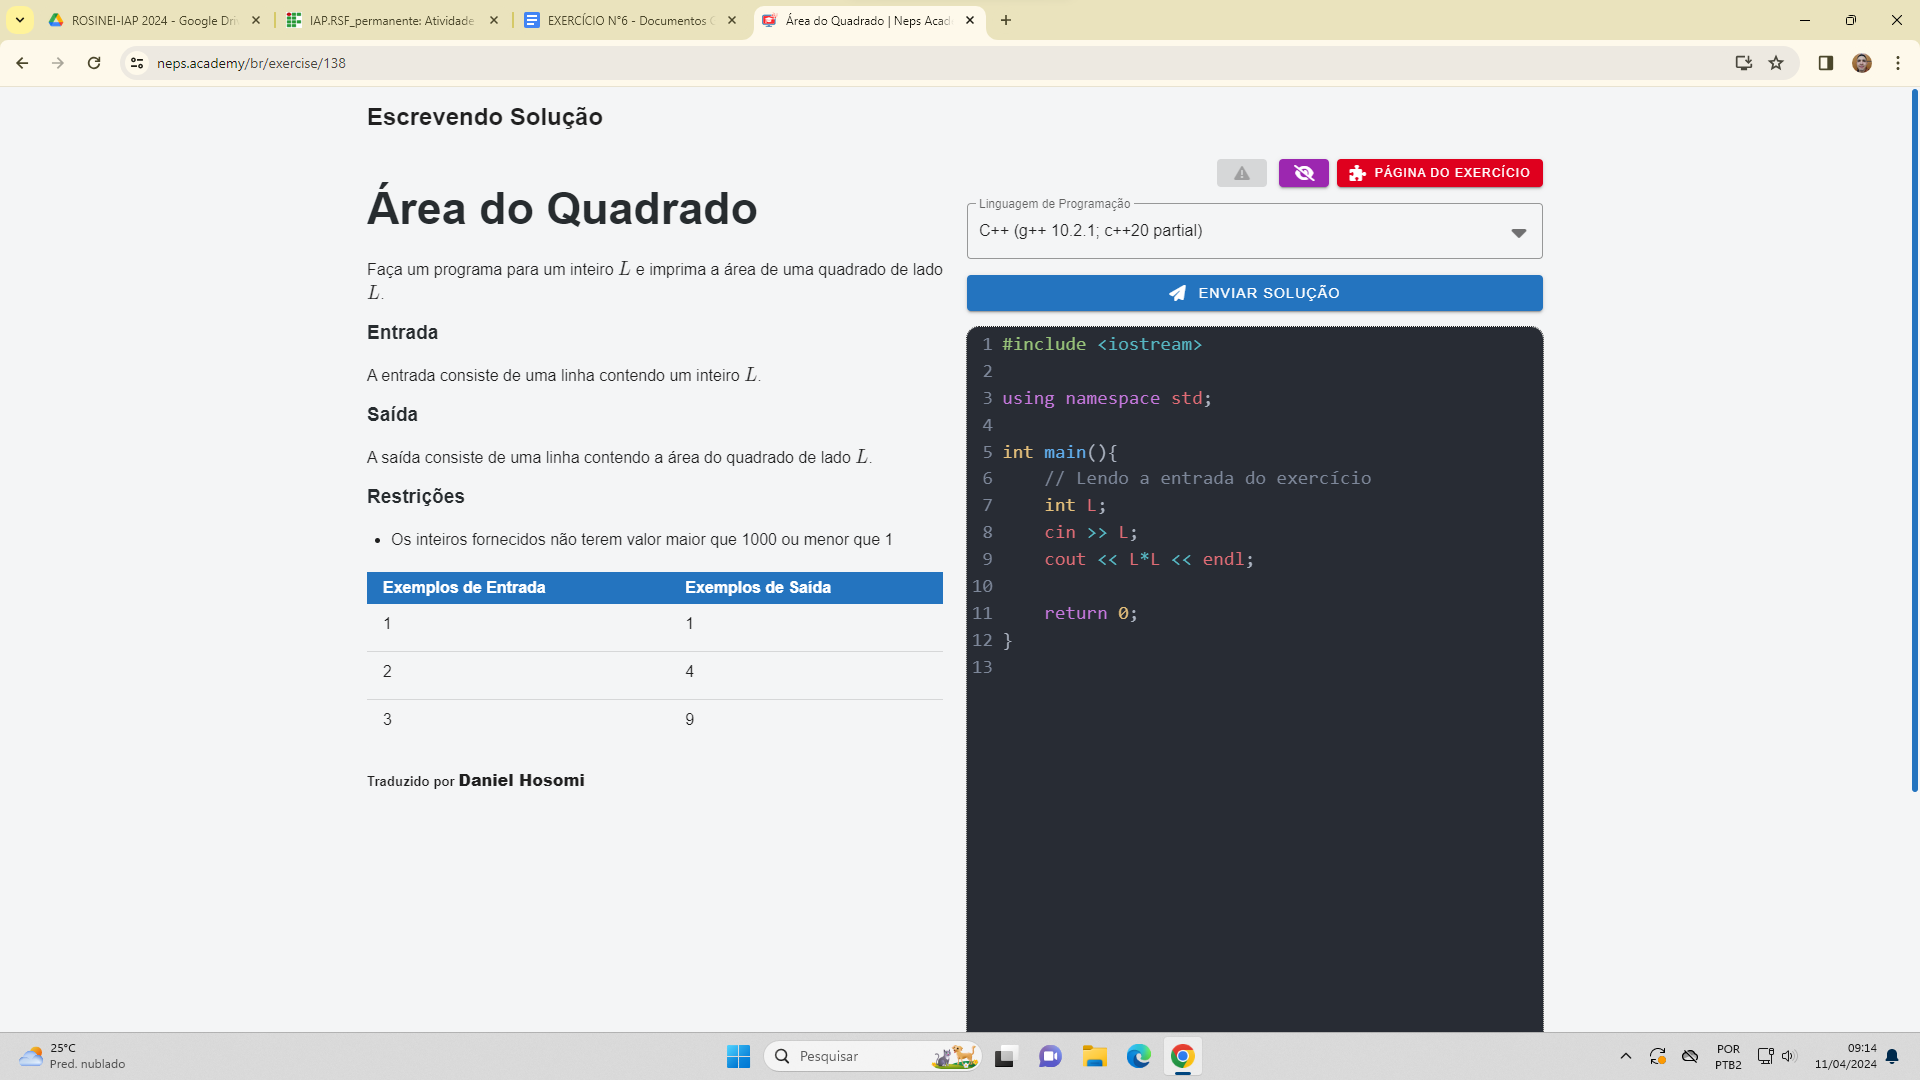 ROSINEI-IAP 2024 - Google Dri
IAP.RSF_permanente: Atividade
EXERCÍCIO N°6 - Documentos
Área do Quadrado | Neps Acad
neps.academy/br/exercise/138
Escrevendo Solução
PÁGINA DO EXERCÍCIO
Área do Quadrado
Linguagem de Programação
C++ (g++ 10.2.1; c++20 partial)
Faça um programa para um inteiro L e imprima a área de uma quadrado de lado
L.
ENVIAR SOLUÇÃO
Entrada
A entrada consiste de uma linha contendo um inteiro L.
Saída
A saída consiste de uma linha contendo a área do quadrado de lado L.
Restrições
• Os inteiros fornecidos não terem valor maior que 1000 ou menor que 1
Exemplos de Entrada Exemplos de Saída
1 1
2 4
3 9
Traduzido por Daniel Hosomi
1 #include <iostream>
2
3 using namespace std;
4
5 int main(){
6 // Lendo a entrada do exercício
7 int L;
8 cin >> L;
9 cout << L*L << endl;
10
11 return 0;
12 }
13
25°C
Pred. nublado
Pesquisar
POR
PTB2
09:14
11/04/2024